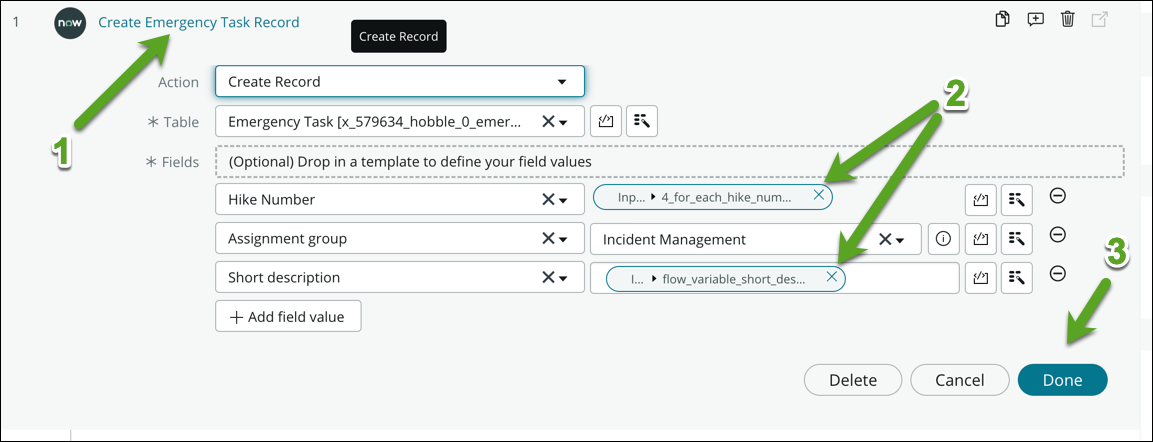 1 now Create Emergency Task Record
Create Record
Action Create Record
* Table Emergency Task [x_579634_hobble_0_emer...
* Fields (Optional) Drop in a template to define your field values
Hike Number Inp... 4_for_each_hike_num...
Assignment group Incident Management
Short description I... flow_variable_short_des...
+ Add field value
Delete Cancel Done
1
2
3